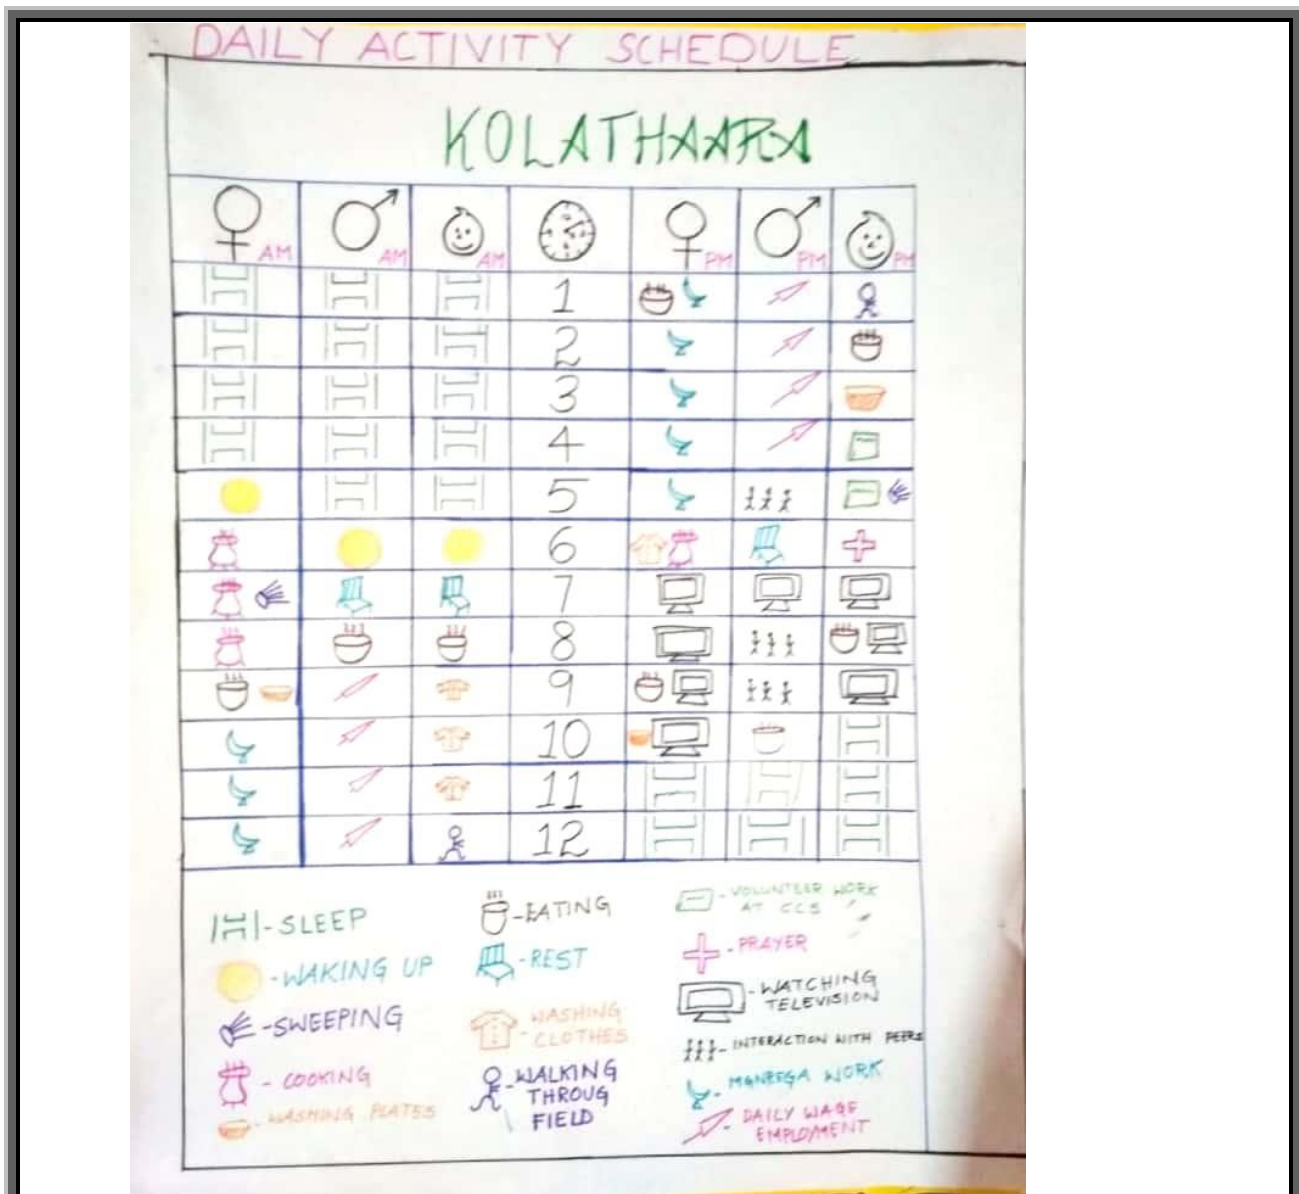 DAILY ACTIVITY SCHEDULE
KOLATHAARA
AM AM AM PM PM PM
1
2
3
4
5
6
7
8
9
10
11
12
- SLEEP
- WAKING UP
- SWEEPING
- COOKING
- WASHING PLATES
- EATING
- REST
- WASHING
CLOTHES
- WALKING
THROUG
FIELD
- VOLUNTEER WORK
AT CCS
- PRAYER
- WATCHING
TELEVISION
- INTERACTION WITH PEERS
- MGNREGA WORK
- DAILY WAGE
EMPLOMENT